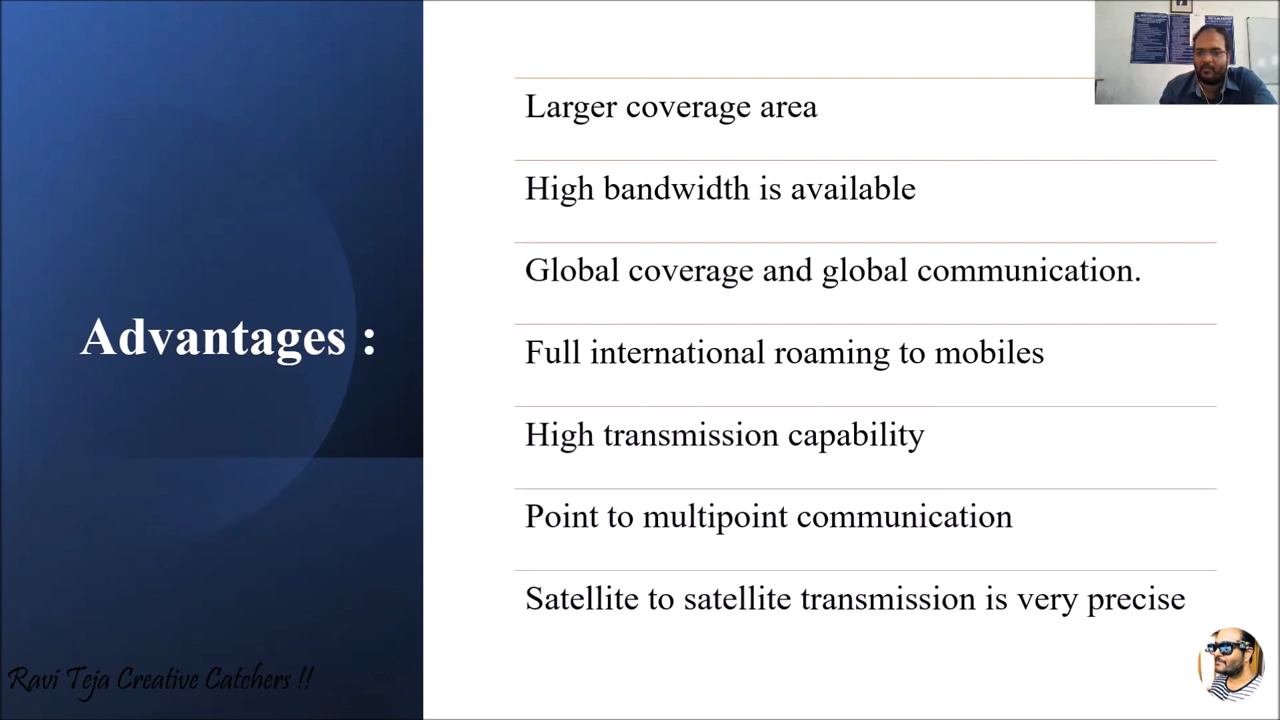 Advantages :
Larger coverage area
High bandwidth is available
Global coverage and global communication.
Full international roaming to mobiles
High transmission capability
Point to multipoint communication
Satellite to satellite transmission is very precise
Ravi Teja Creative Catchers !!